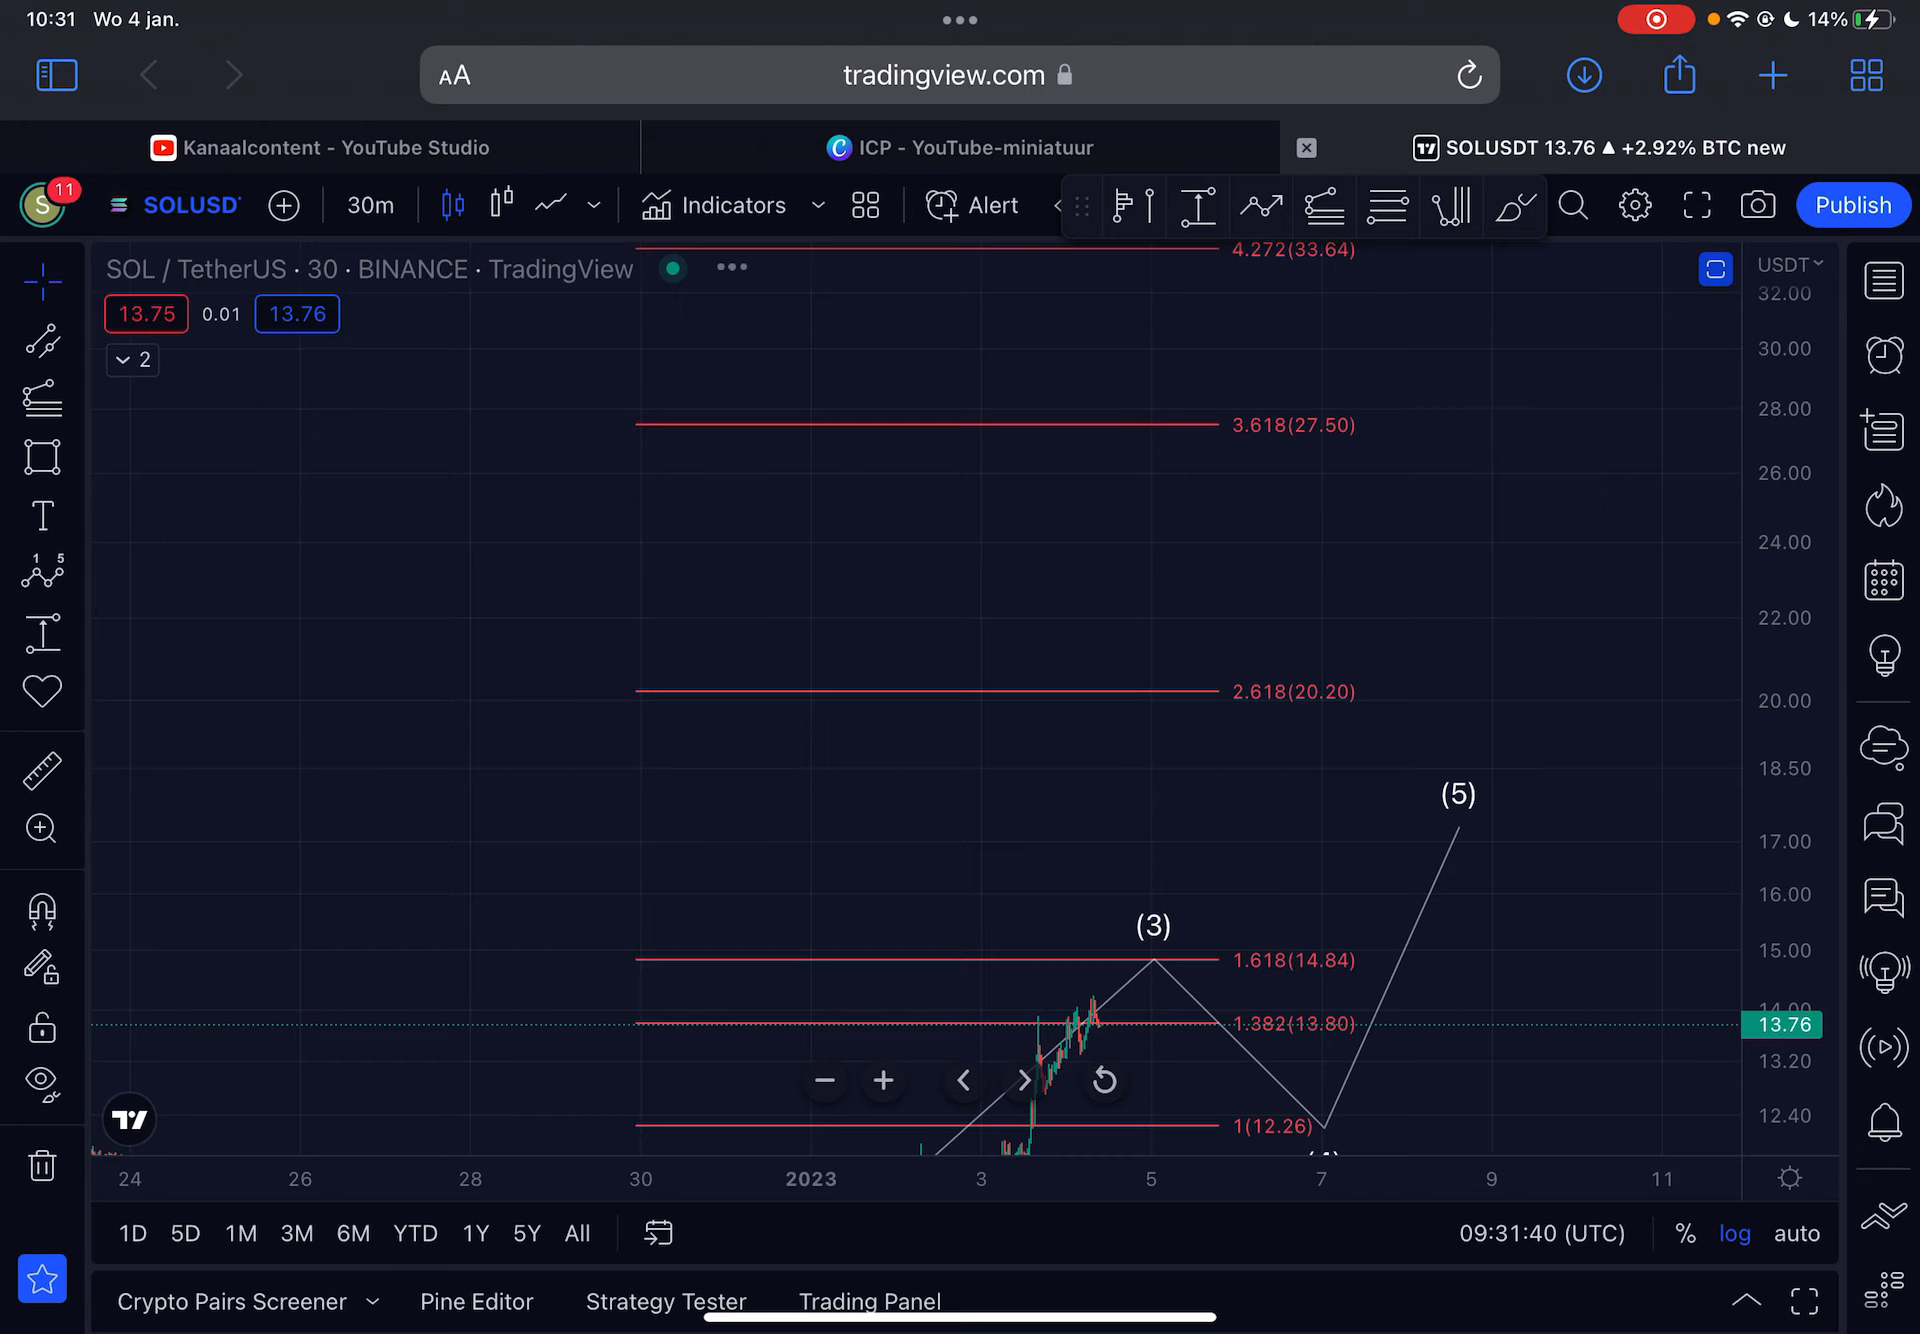 10:31 Wo 4 jan.
14%
AA
tradingview.com
Kanaalcontent - YouTube Studio
ICP - YouTube-miniatuur
SOLUSDT 13.76 ▲ +2.92% BTC new
S
11
SOLUSD
30m
Indicators
Alert
Publish
SOL / TetherUS · 30 · BINANCE · TradingView
13.75
0.01
13.76
2
USDT
32.00
30.00
28.00
26.00
24.00
22.00
20.00
18.50
17.00
16.00
15.00
14.00
13.76
13.20
12.40
4.272(33.64)
3.618(27.50)
2.618(20.20)
(5)
(3)
1.618(14.84)
1.382(13.80)
1(12.26)
T
1 5
24
26
28
30
2023
3
5
7
9
11
1D 5D 1M 3M 6M YTD 1Y 5Y All
09:31:40 (UTC)
% log auto
Crypto Pairs Screener
Pine Editor
Strategy Tester
Trading Panel